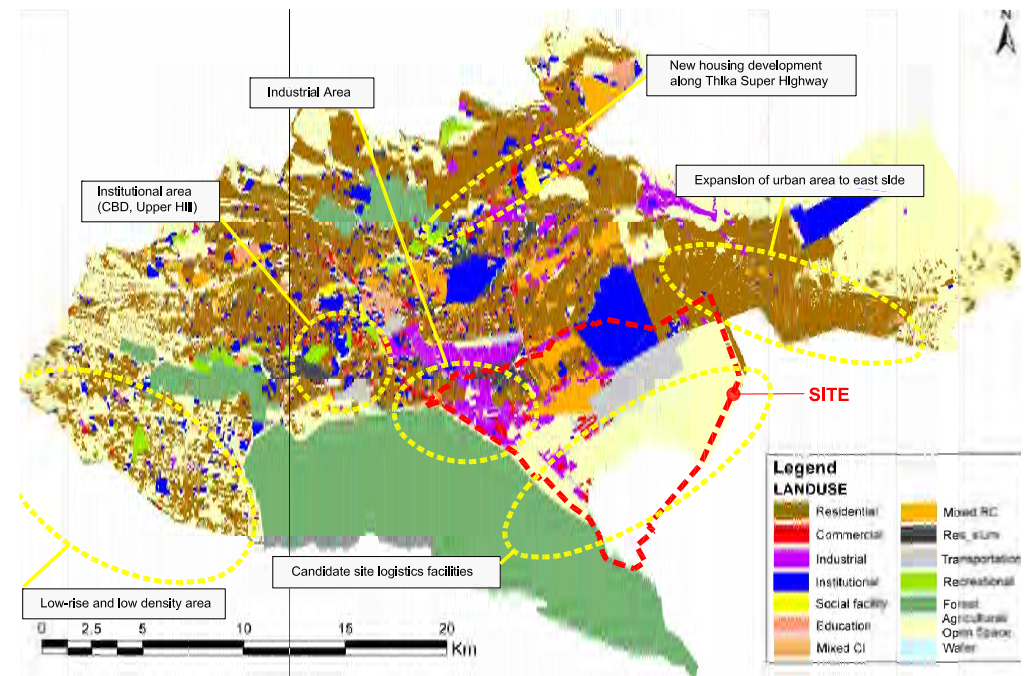 N
New housing development
along Thika Super Highway
Industrial Area
Expansion of urban area to east side
Institutional area
(CBD, Upper Hill)
SITE
Legend
LANDUSE
Residential
Commercial
Industrial
Institutional
Social facility
Education
Mixed CI
Mixed RC
Res_slum
Transportation
Recreational
Forest
Agricultural
Open Space
Water
Candidate site logistics facilities
Low-rise and low density area
0 2.5 5 10 15 20
Km